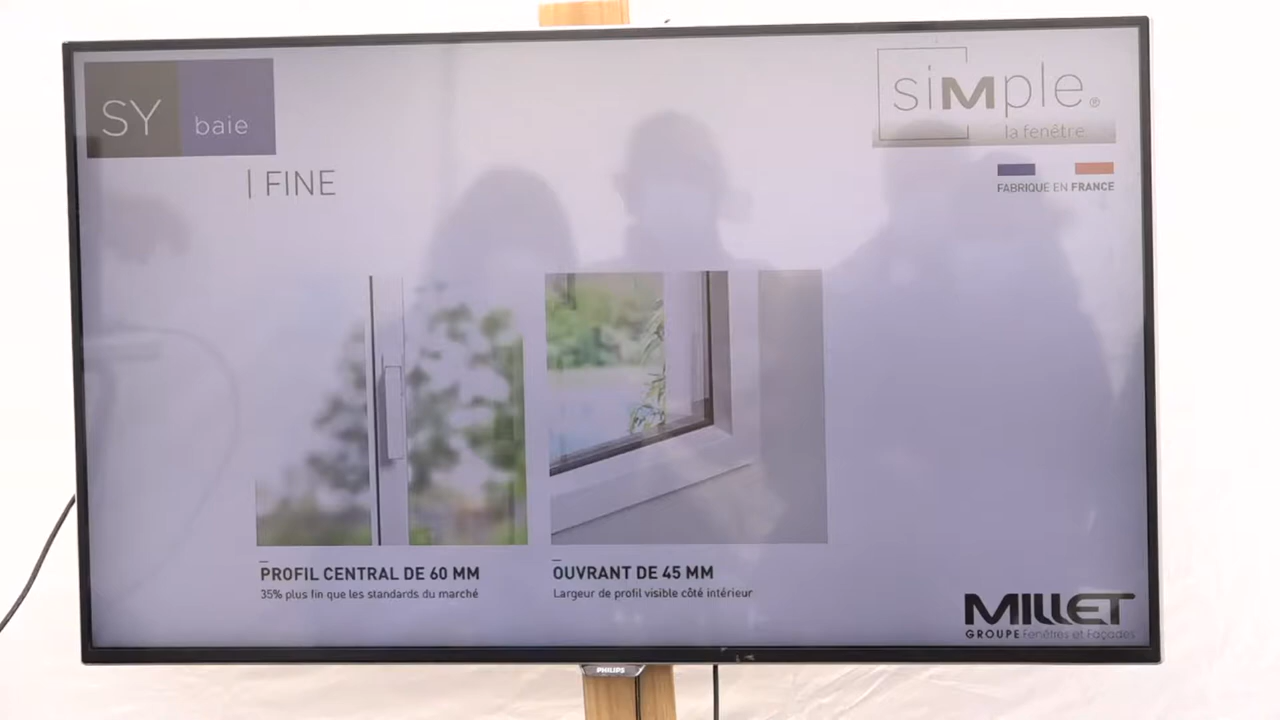 SY baie
siMple®
la fenêtre
FABRIQUÉ EN FRANCE
| FINE
PROFIL CENTRAL DE 60 MM
35% plus fin que les standards du marché
OUVRANT DE 45 MM
Largeur de profil visible côté intérieur
MILLET
GROUPE Fenêtres et Façades
PHILIPS